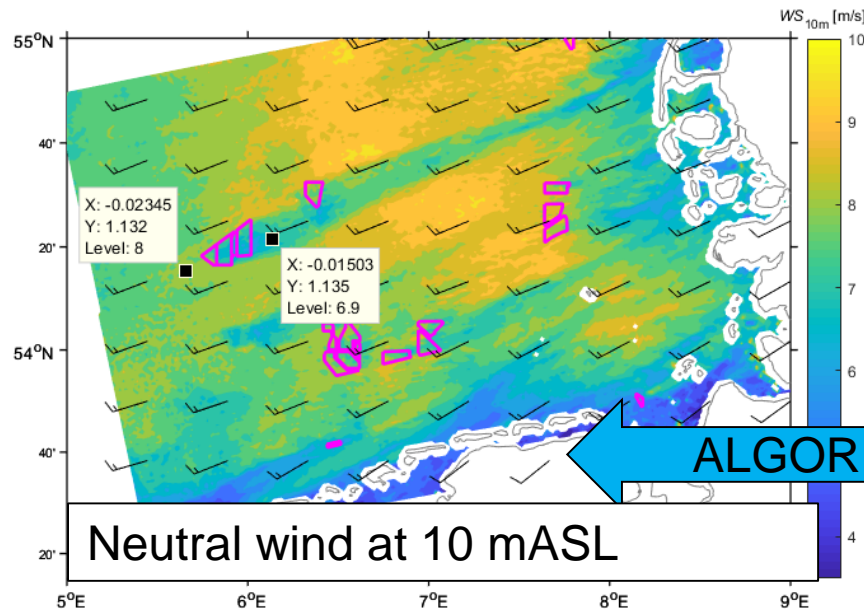 WS10m [m/s]
55°N
10
50'
9
40'
X: -0.02345
Y: 1.132
Level: 8
8
20'
X: -0.01503
Y: 1.135
Level: 6.9
7
54°N
6
40'
ALGOR
Neutral wind at 10 mASL
4
20'
5°E
6°E
7°E
8°E
9°E